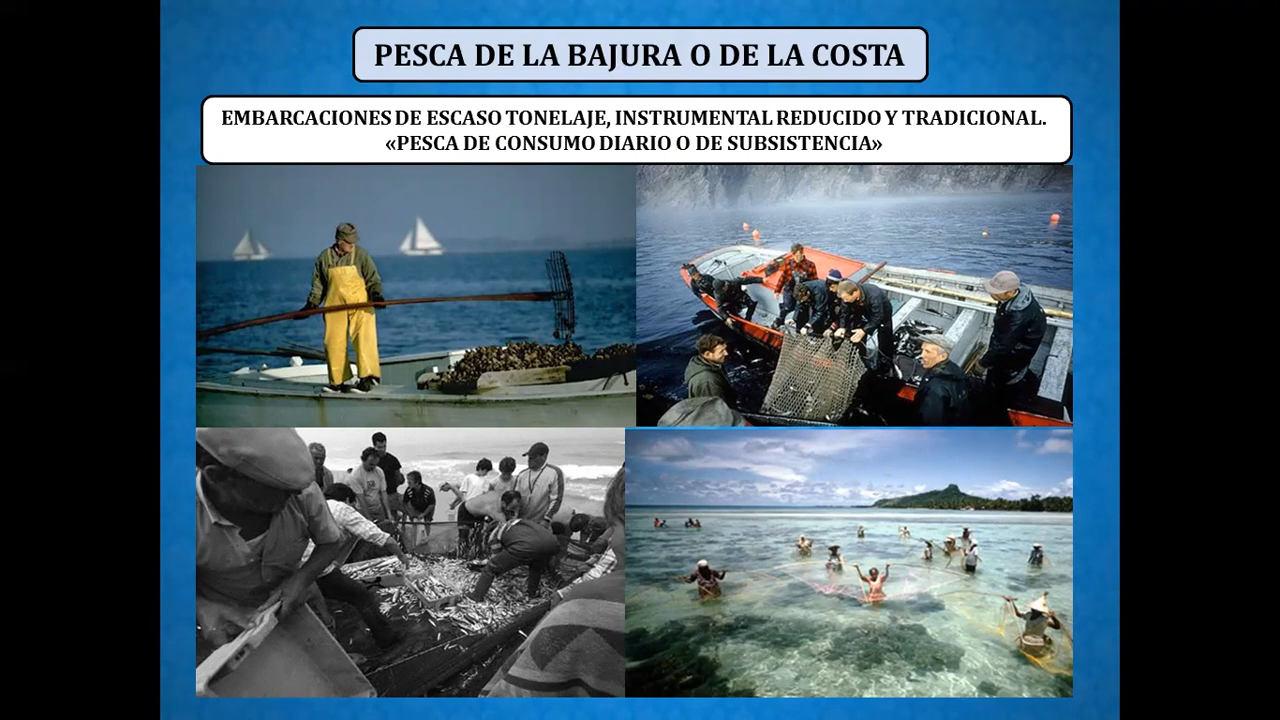 PESCA DE LA BAJURA O DE LA COSTA
EMBARCACIONES DE ESCASO TONELAJE, INSTRUMENTAL REDUCIDO Y TRADICIONAL.
«PESCA DE CONSUMO DIARIO O DE SUBSISTENCIA»